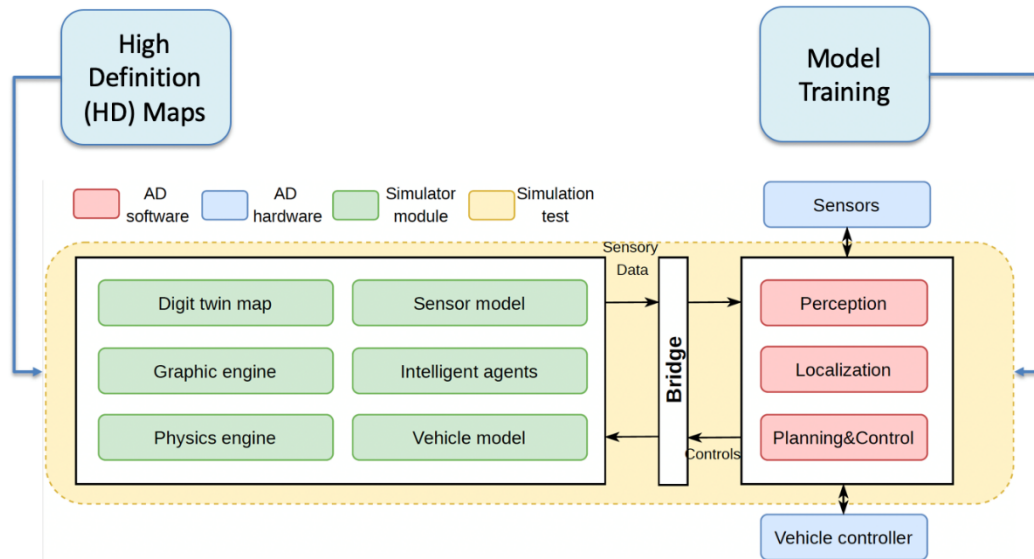 High
Definition
(HD) Maps
Model
Training
AD
software
AD
hardware
Simulator
module
Simulation
test
Sensors
Sensory
Data
Digit twin map
Sensor model
Perception
Graphic engine
Intelligent agents
Bridge
Localization
Physics engine
Vehicle model
Controls
Planning&Control
Vehicle controller